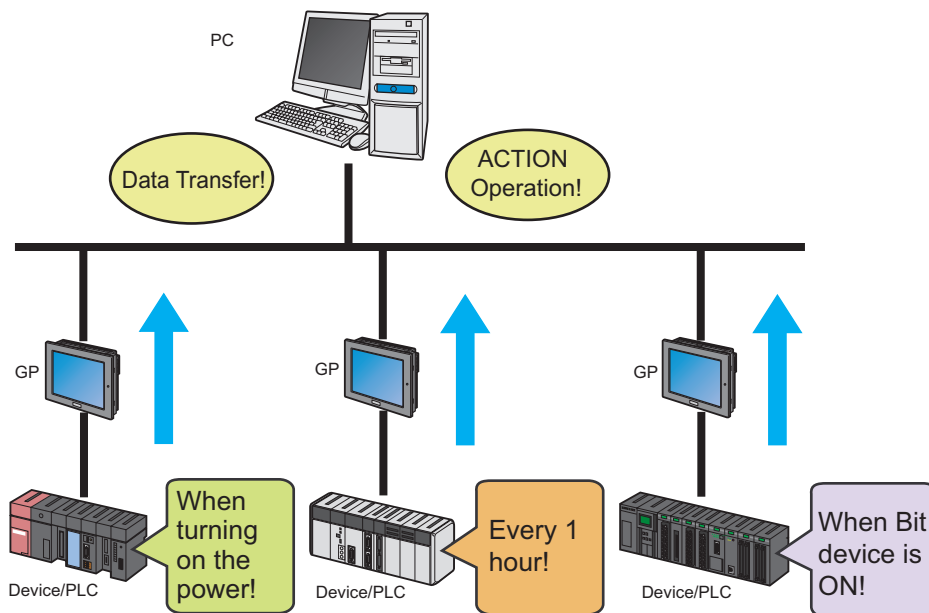 PC
Data Transfer!
ACTION
Operation!
GP
GP
GP
When
turning
on the
power!
Every 1
hour!
When Bit
device is
ON!
Device/PLC
Device/PLC
Device/PLC